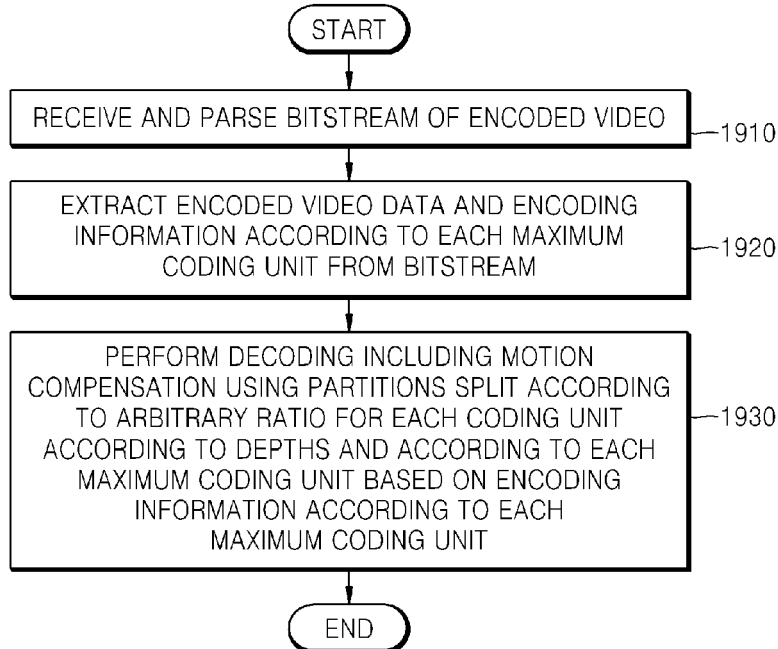 START
RECEIVE AND PARSE BITSTREAM OF ENCODED VIDEO
1910
EXTRACT ENCODED VIDEO DATA AND ENCODING
INFORMATION ACCORDING TO EACH MAXIMUM
CODING UNIT FROM BITSTREAM
1920
PERFORM DECODING INCLUDING MOTION
COMPENSATION USING PARTITIONS SPLIT ACCORDING
TO ARBITRARY RATIO FOR EACH CODING UNIT
ACCORDING TO DEPTHS AND ACCORDING TO EACH
MAXIMUM CODING UNIT BASED ON ENCODING
INFORMATION ACCORDING TO EACH
MAXIMUM CODING UNIT
1930
END